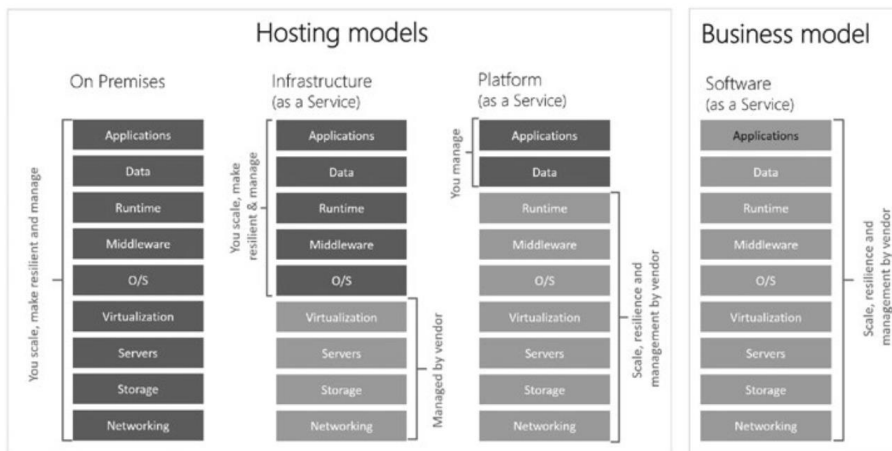 Hosting models
Business model
On Premises
You scale, make resilient and manage
Applications
Data
Runtime
Middleware
O/S
Virtualization
Servers
Storage
Networking
Infrastructure
(as a Service)
You scale, make
resilient & manage
Applications
Data
Runtime
Middleware
O/S
Virtualization
Servers
Storage
Networking
Managed by vendor
Platform
(as a Service)
You manage
Applications
Data
Runtime
Middleware
O/S
Virtualization
Servers
Storage
Networking
Scale, resilience and
management by vendor
Software
(as a Service)
Applications
Data
Runtime
Middleware
O/S
Virtualization
Servers
Storage
Networking
Scale, resilience and
management by vendor